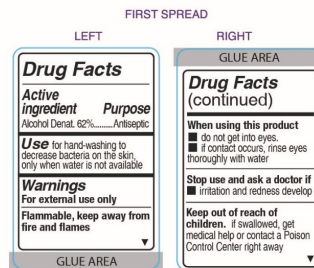 FIRST SPREAD
LEFT
Drug Facts
Active
ingredient Purpose
Alcohol Denat. 62%..........Antiseptic
Use for hand-washing to
decrease bacteria on the skin,
only when water is not available
Warnings
For external use only
Flammable, keep away from
fire and flames
▼
GLUE AREA
RIGHT
GLUE AREA
Drug Facts
(continued)
When using this product
■ do not get into eyes.
■ if contact occurs, rinse eyes
thoroughly with water
Stop use and ask a doctor if
■ irritation and redness develop
Keep out of reach of
children. if swallowed, get
medical help or contact a Poison
Control Center right away
▼